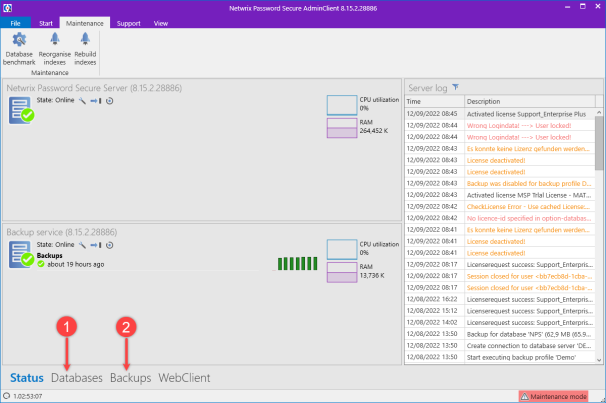 Netwrix Password Secure AdminClient 8.15.2.28886
File Start Maintenance Support View
Database benchmark
Reorganise indexes
Rebuild indexes
Maintenance
Netwrix Password Secure Server (8.15.2.28886)
State: Online
CPU utilization
0%
RAM
264,452 K
Backup service (8.15.2.28886)
State: Online
Backups
about 19 hours ago
CPU utilization
0%
RAM
13,736 K
Server log
Time Description
12/09/2022 08:45 Activated license Support_Enterprise Plus
12/09/2022 08:44 Wrong Logindata! ---> User locked!
12/09/2022 08:44 Wrong Logindata! ---> User locked!
12/09/2022 08:43 Es konnte keine Lizenz gefunden werden...
12/09/2022 08:43 License deactivated!
12/09/2022 08:43 License deactivated!
12/09/2022 08:43 Backup was disabled for backup profile D...
12/09/2022 08:43 Activated license MSP Trial License - MAT...
12/09/2022 08:42 CheckLicense Error - Use cached License:...
12/09/2022 08:42 No licence-id specified in option-databas...
12/09/2022 08:41 Es konnte keine Lizenz gefunden werden...
12/09/2022 08:41 License deactivated!
12/09/2022 08:41 License deactivated!
12/09/2022 08:17 Licenserequest success: Support_Enterpris...
12/09/2022 08:17 Session closed for user <bb7ecb8d-1cba-...
12/09/2022 08:17 Session closed for user <bb7ecb8d-1cba-...
12/08/2022 16:22 Licenserequest success: Support_Enterpris...
12/08/2022 15:12 Licenserequest success: Support_Enterpris...
12/08/2022 14:02 Licenserequest success: Support_Enterpris...
12/08/2022 13:50 Backup for database 'NPS' (62,9 MB (65.9...
12/08/2022 13:50 Create connection to database server 'DE...
12/08/2022 13:50 Start executing backup profile 'Demo'
1 2
Status Databases Backups WebClient
1.02:53:07
Maintenance mode